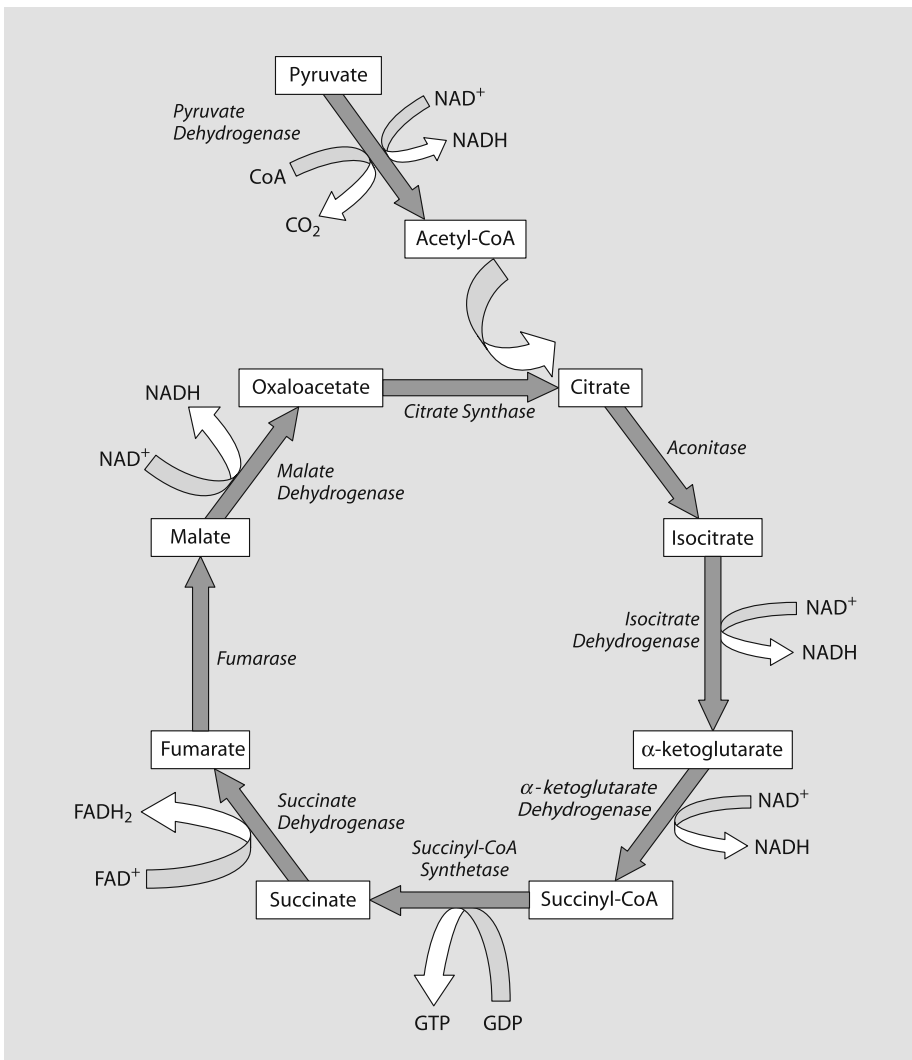 Pyruvate
Pyruvate
Dehydrogenase
NAD⁺
NADH
CoA
CO₂
Acetyl-CoA
NADH
Oxaloacetate
Citrate
Citrate Synthase
NAD⁺
Malate
Dehydrogenase
Aconitase
Malate
Isocitrate
Isocitrate
Dehydrogenase
NAD⁺
NADH
Fumarase
Fumarate
α-ketoglutarate
FADH₂
Succinate
Dehydrogenase
α-ketoglutarate
Dehydrogenase
NAD⁺
NADH
FAD⁺
Succinyl-CoA
Synthetase
Succinate
Succinyl-CoA
GTP
GDP